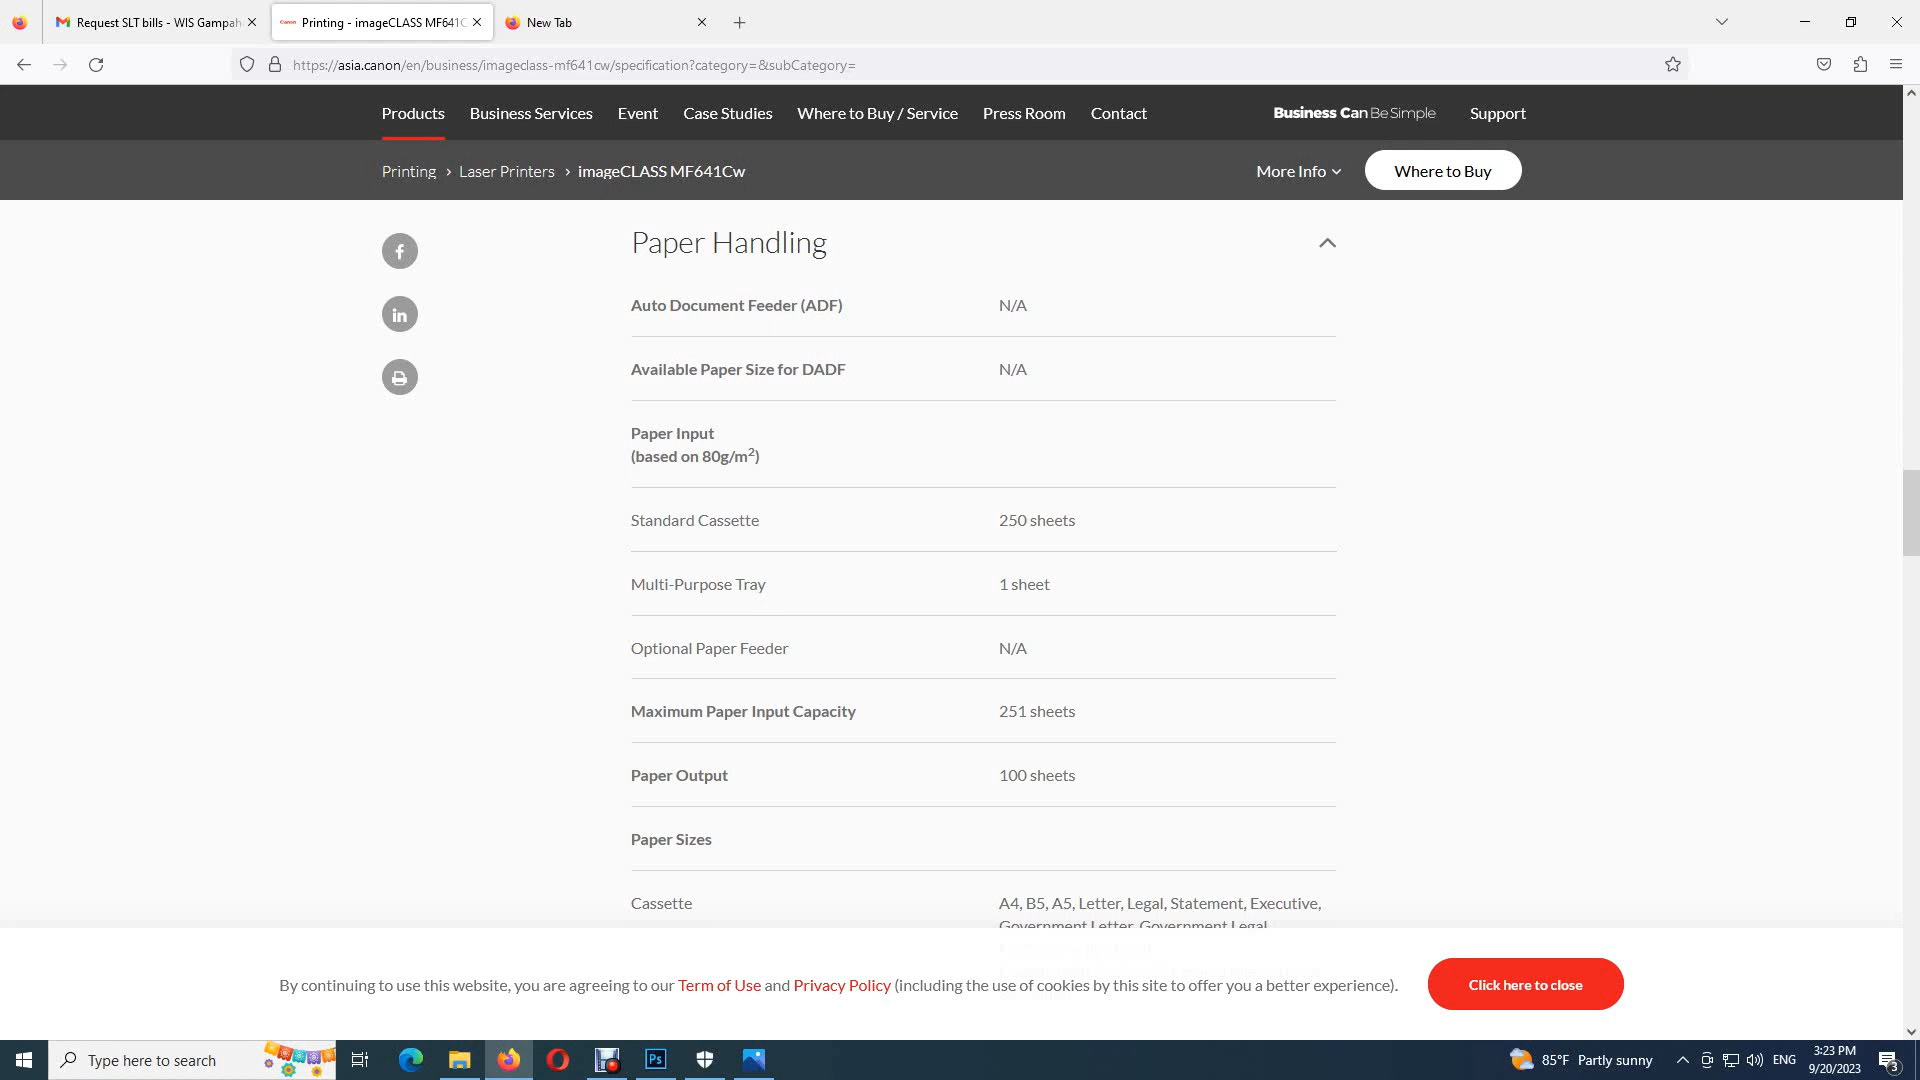 Request SLT bills - WIS Gampah
Canon Printing - imageCLASS MF641C
New Tab
https://asia.canon/en/business/imageclass-mf641cw/specification?category=&subCategory=
Products Business Services Event Case Studies Where to Buy / Service Press Room Contact Business Can Be Simple Support
Printing › Laser Printers › imageCLASS MF641Cw More Info Where to Buy
Paper Handling
Auto Document Feeder (ADF) N/A
Available Paper Size for DADF N/A
Paper Input
(based on 80g/m²)
Standard Cassette 250 sheets
Multi-Purpose Tray 1 sheet
Optional Paper Feeder N/A
Maximum Paper Input Capacity 251 sheets
Paper Output 100 sheets
Paper Sizes
Cassette A4, B5, A5, Letter, Legal, Statement, Executive,
Government Letter, Government Legal
By continuing to use this website, you are agreeing to our Term of Use and Privacy Policy (including the use of cookies by this site to offer you a better experience).
Click here to close
Type here to search
Ps
85°F Partly sunny
ENG
3:23 PM
9/20/2023
3